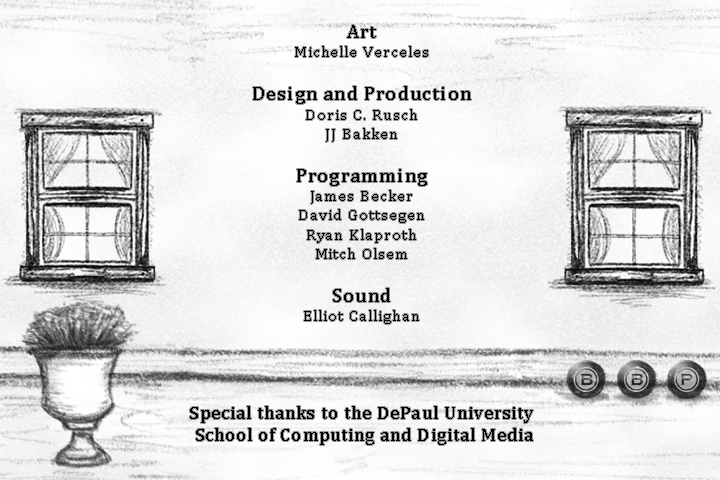 Art
Michelle Verceles
Design and Production
Doris C. Rusch
JJ Bakken
Programming
James Becker
David Gottsegen
Ryan Klaproth
Mitch Olsem
Sound
Elliot Callighan
B B P
Special thanks to the DePaul University
School of Computing and Digital Media